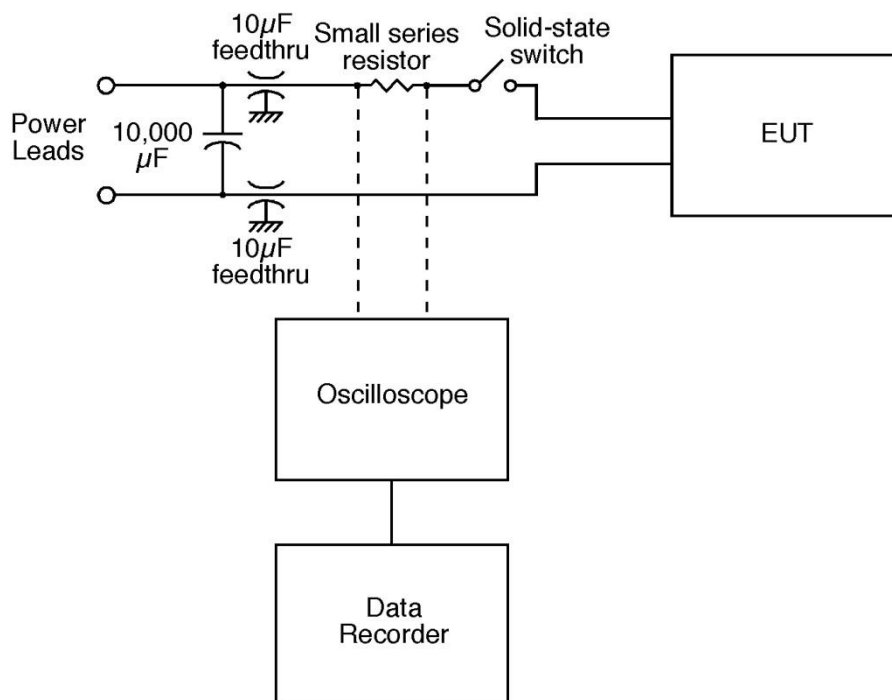 10µF
feedthru
Small series
resistor
Solid-state
switch
Power
Leads
10,000
µF
EUT
10µF
feedthru
Oscilloscope
Data
Recorder